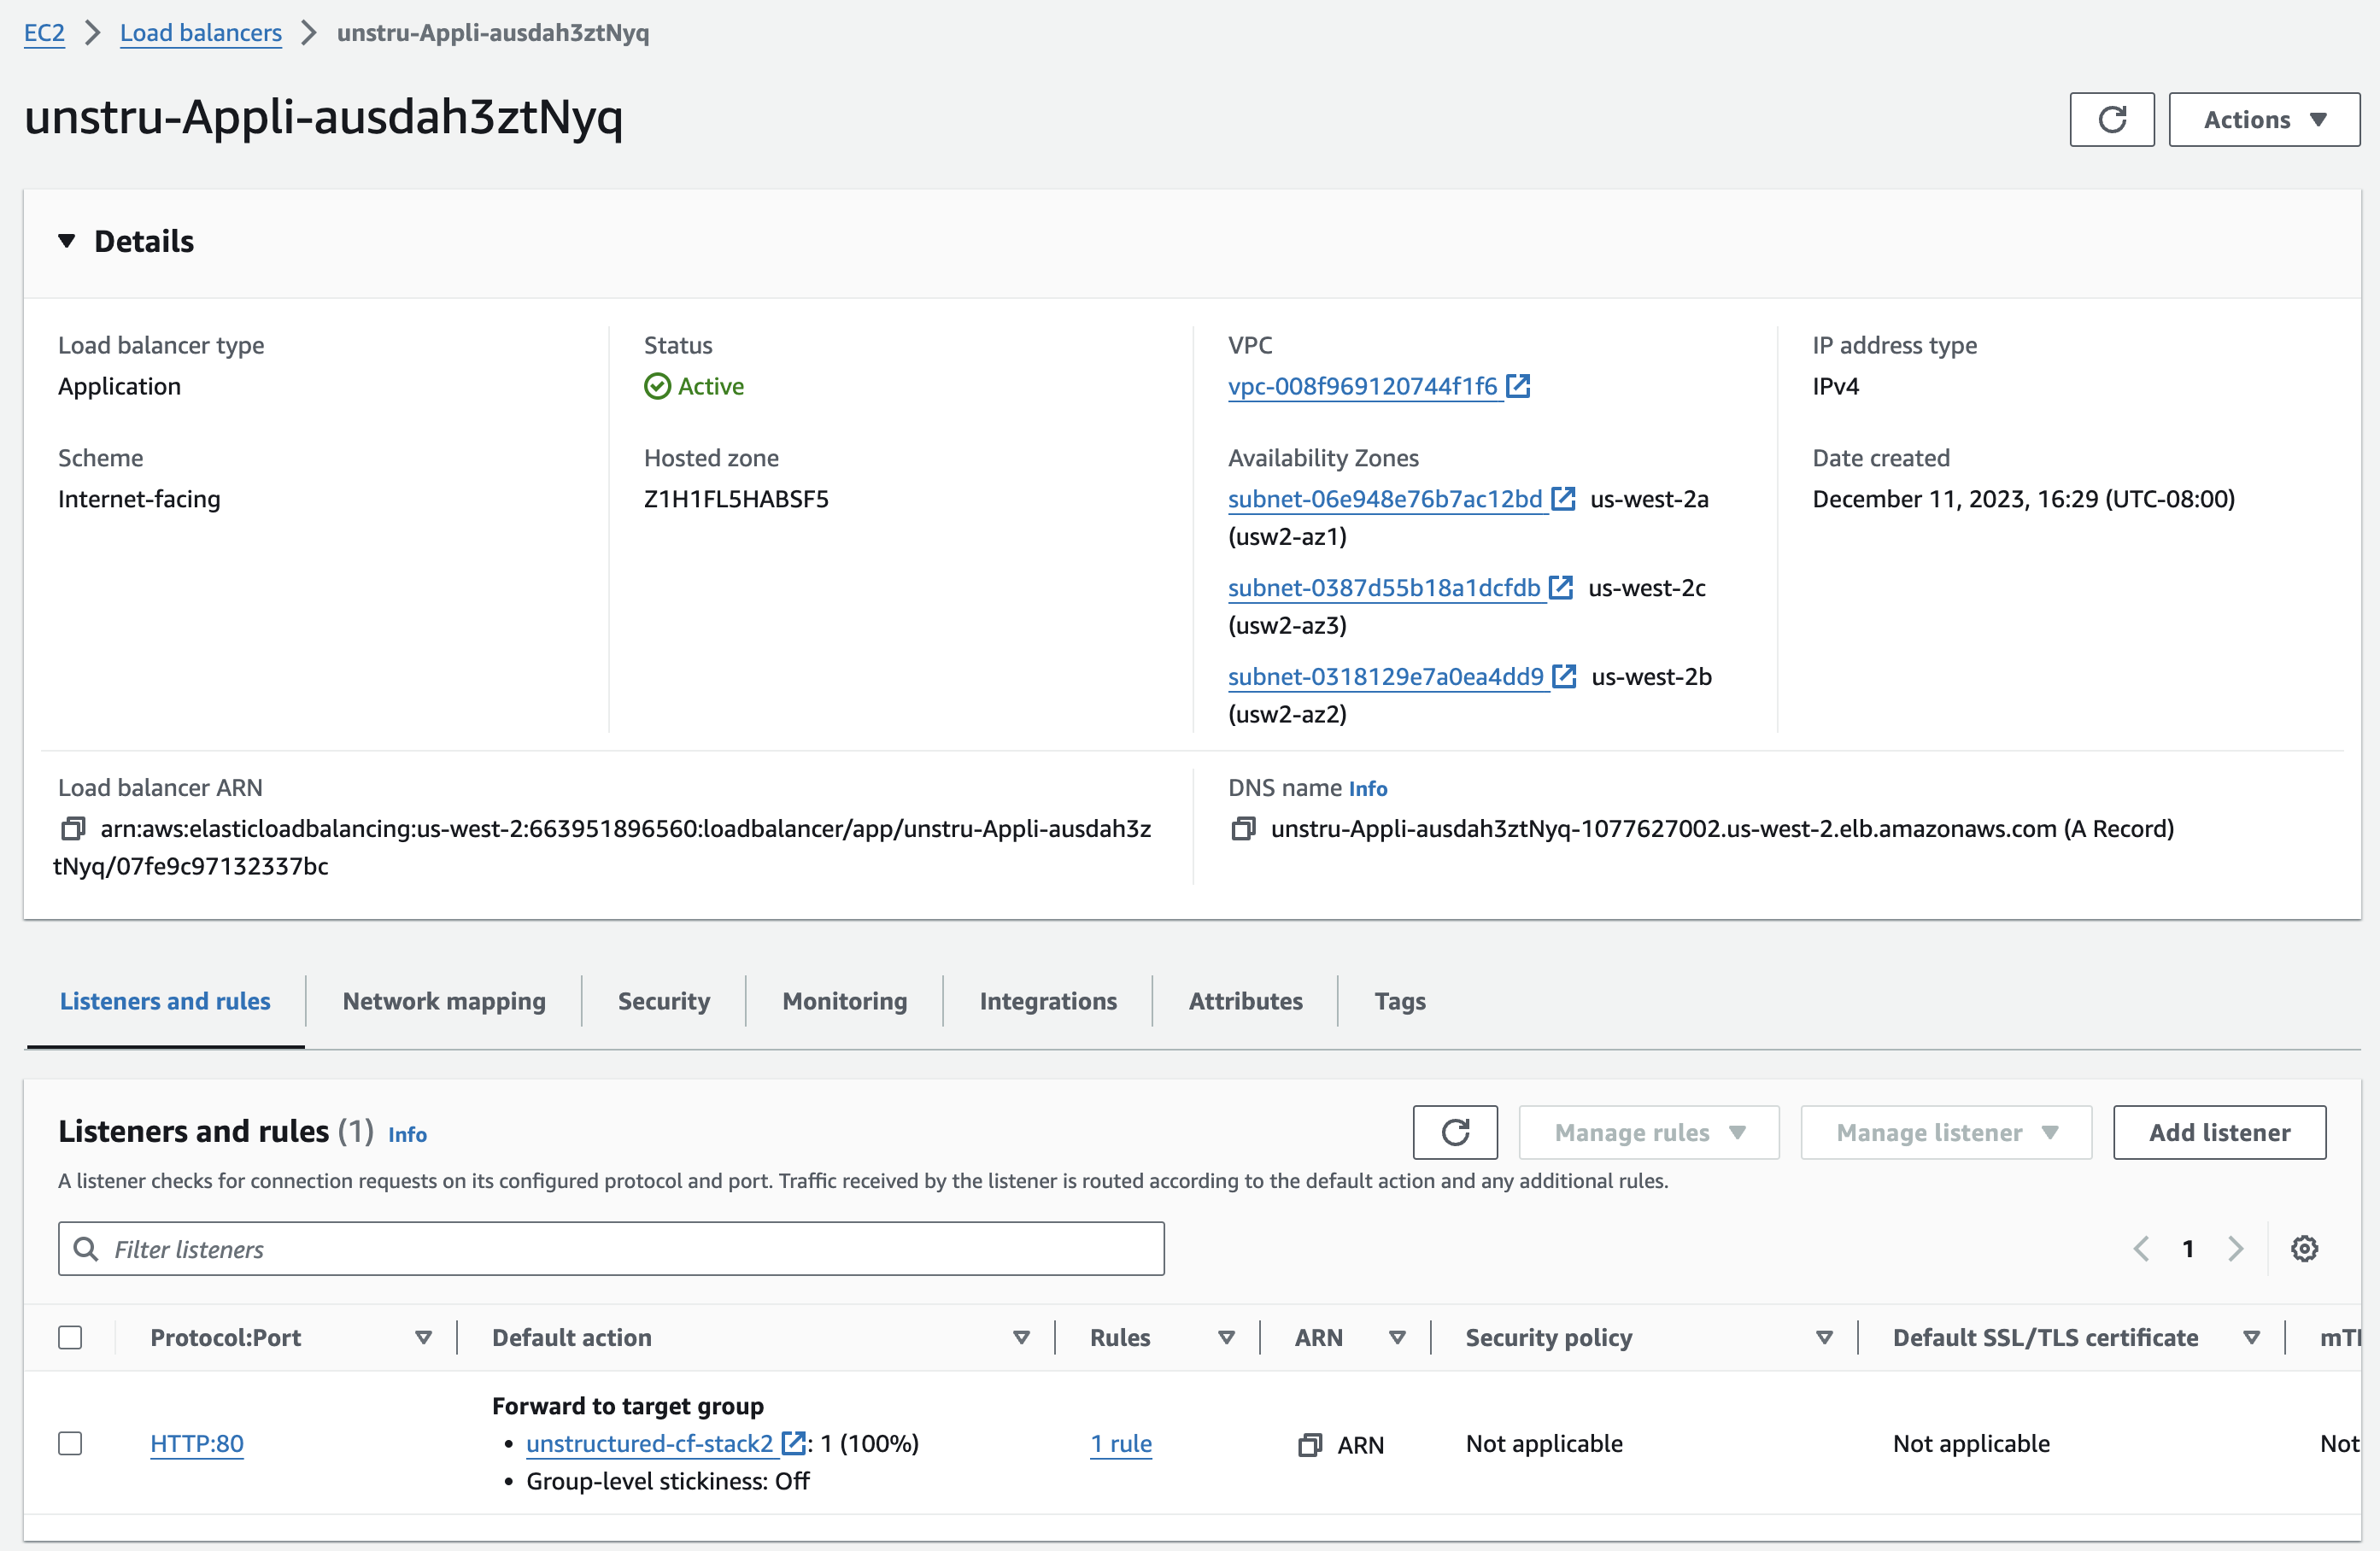 EC2 > Load balancers > unstru-Appli-ausdah3ztNyq
unstru-Appli-ausdah3ztNyq
Actions
Details
Load balancer type
Application
Status
Active
VPC
vpc-008f969120744f1f6
IP address type
IPv4
Scheme
Internet-facing
Hosted zone
Z1H1FL5HABSF5
Availability Zones
subnet-06e948e76b7ac12bd us-west-2a
(usw2-az1)
subnet-0387d55b18a1dcfdb us-west-2c
(usw2-az3)
subnet-0318129e7a0ea4dd9 us-west-2b
(usw2-az2)
Date created
December 11, 2023, 16:29 (UTC-08:00)
Load balancer ARN
arn:aws:elasticloadbalancing:us-west-2:663951896560:loadbalancer/app/unstru-Appli-ausdah3z
tNyq/07fe9c97132337bc
DNS name Info
unstru-Appli-ausdah3ztNyq-1077627002.us-west-2.elb.amazonaws.com (A Record)
Listeners and rules Network mapping Security Monitoring Integrations Attributes Tags
Listeners and rules (1) Info
Manage rules Manage listener Add listener
A listener checks for connection requests on its configured protocol and port. Traffic received by the listener is routed according to the default action and any additional rules.
Filter listeners
1
Protocol:Port Default action Rules ARN Security policy Default SSL/TLS certificate mTL
Forward to target group
HTTP:80 • unstructured-cf-stack2 : 1 (100%) 1 rule ARN Not applicable Not applicable Not
• Group-level stickiness: Off